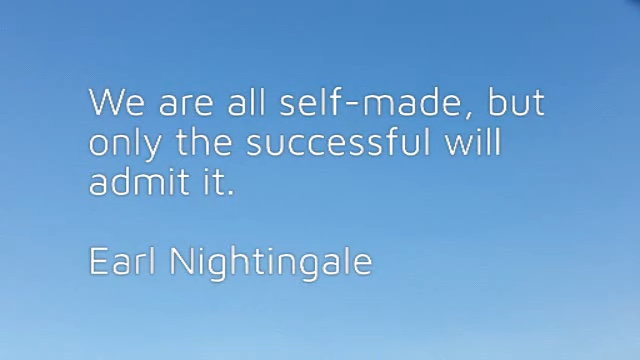 We are all self-made, but
only the successful will
admit it.
Earl Nightingale